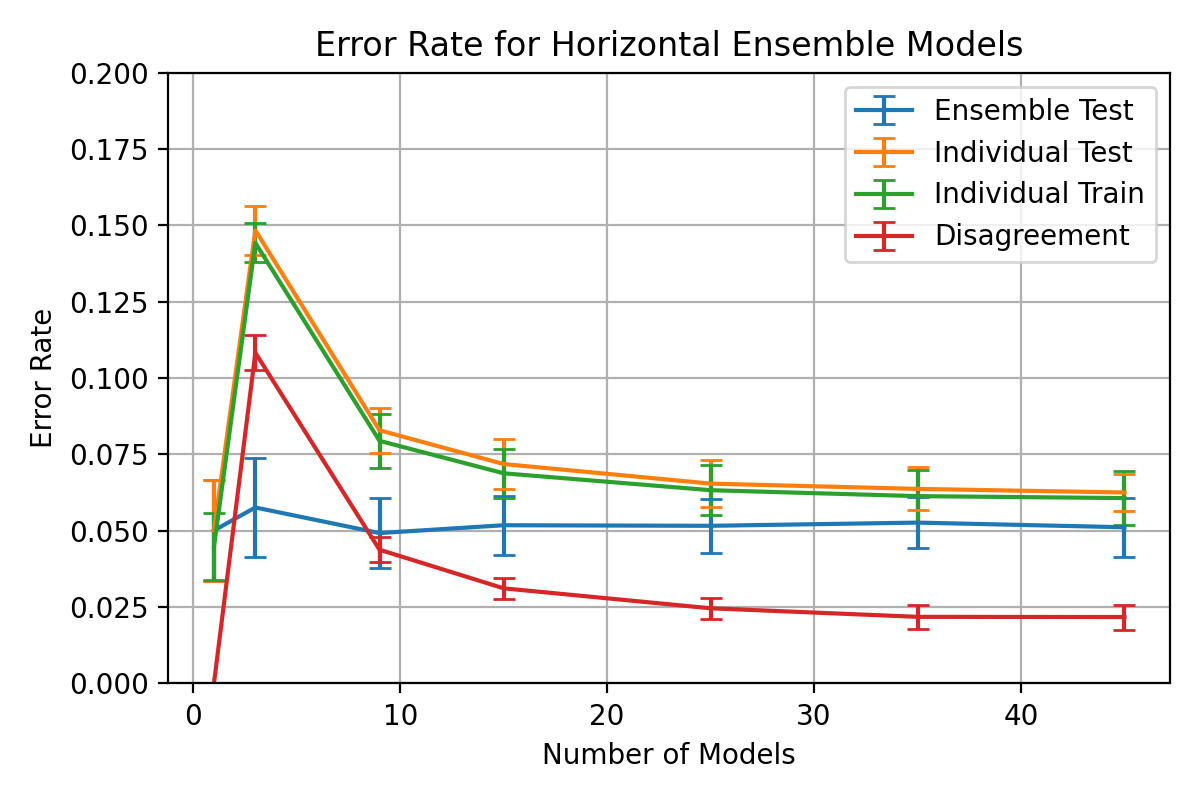 Error Rate for Horizontal Ensemble Models
0.200
0.175
0.150
0.125
0.100
0.075
0.050
0.025
0.000
Error Rate
Ensemble Test
Individual Test
Individual Train
Disagreement
0 10 20 30 40
Number of Models